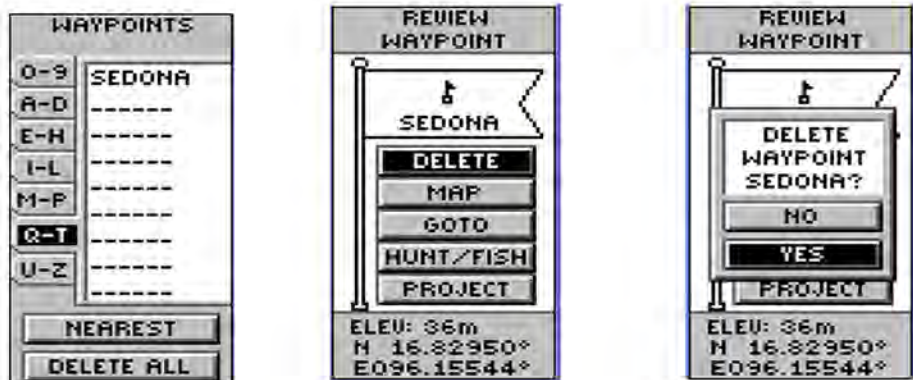 WAYPOINTS
0-9
SEDONA
A-D
------
E-H
------
I-L
------
M-P
------
Q-T
------
U-Z
------
------
------
NEAREST
DELETE ALL
REVIEW
WAYPOINT
SEDONA
DELETE
MAP
GOTO
HUNT/FISH
PROJECT
ELEV: 36m
N 16.82950°
E096.15544°
REVIEW
WAYPOINT
DELETE
WAYPOINT
SEDONA?
NO
YES
PROJECT
ELEV: 36m
N 16.82950°
E096.15544°